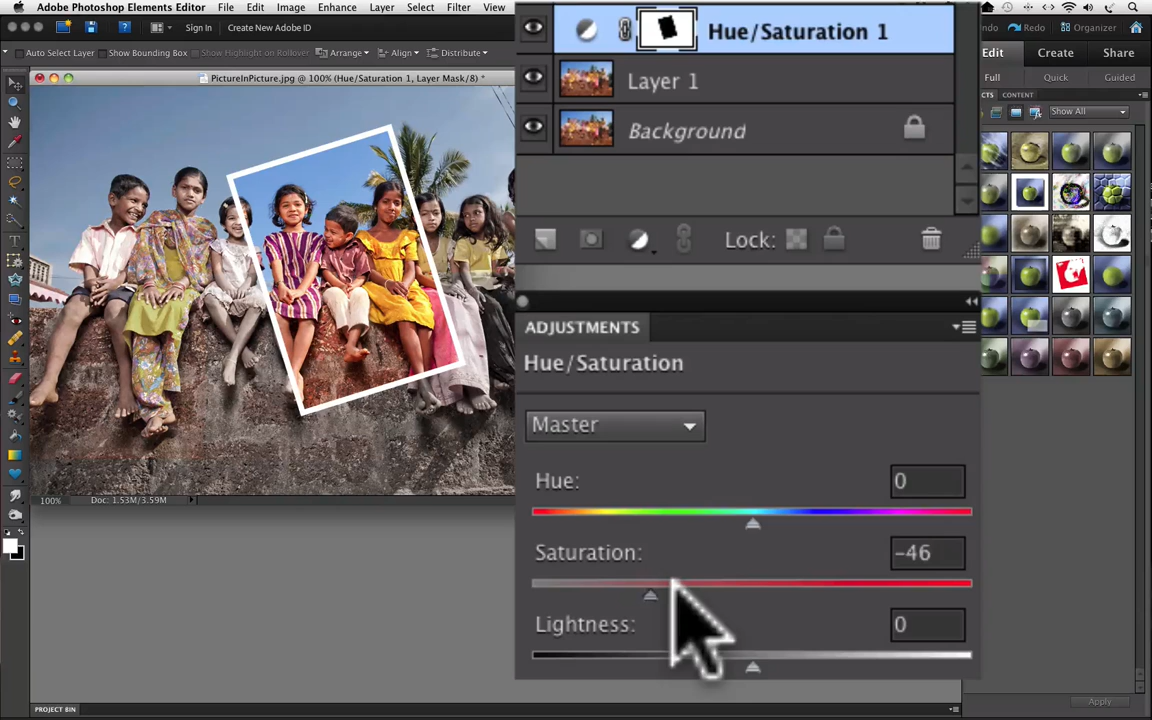 Adobe Photoshop Elements Editor File Edit Image Enhance Layer Select Filter View
Sign In Create New Adobe ID
Redo Organizer
Auto Select Layer Show Bounding Box Show Highlight on Rollover Arrange Align Distribute
Edit Create Share
Full Quick Guided
PictureInPicture.jpg @ 100% (Hue/Saturation 1, Layer Mask/8) *
CTS CONTENT
Show All
Hue/Saturation 1
Layer 1
Background
Lock:
ADJUSTMENTS
Hue/Saturation
Master
Hue: 0
Saturation: -46
Lightness: 0
100% Doc: 1.53M/3.59M
Apply
PROJECT BIN